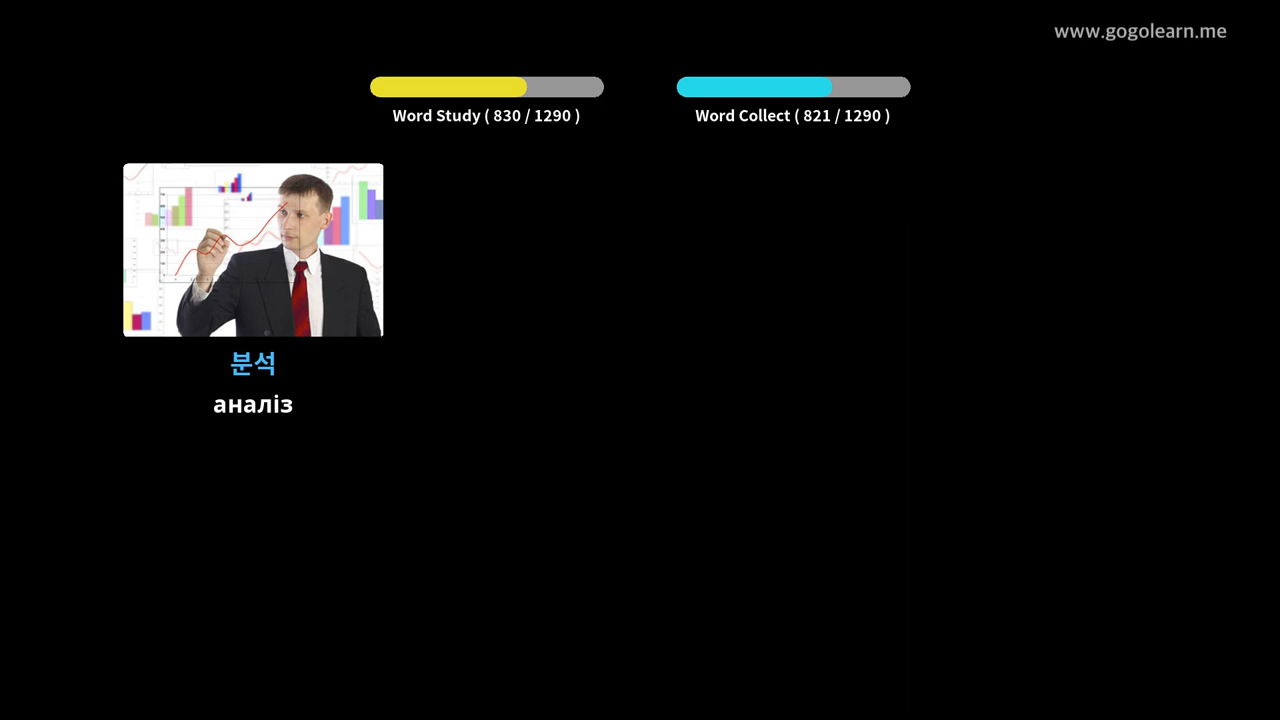 www.gogolearn.me
Word Study ( 830 / 1290 )
Word Collect ( 821 / 1290 )
분석
аналіз